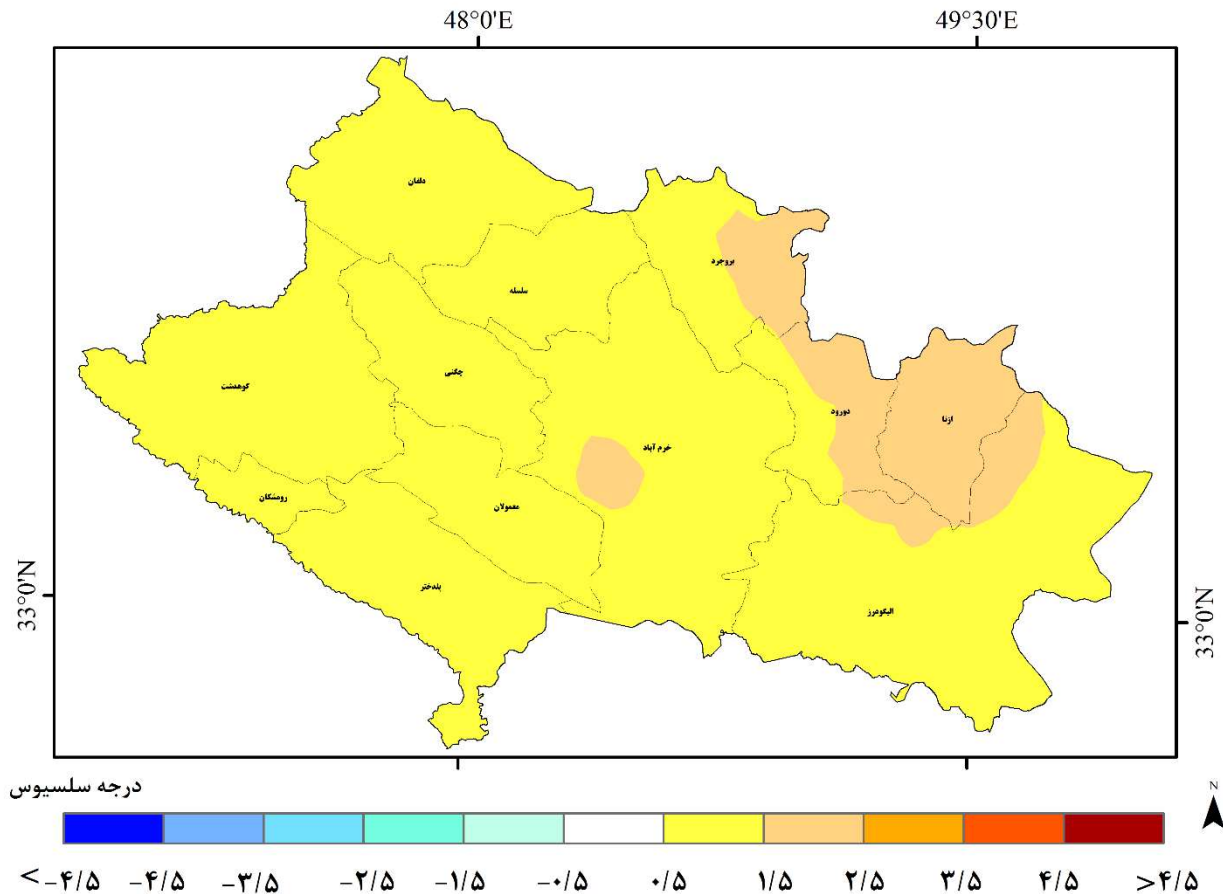 48°0'E
49°30'E
دلفان
بروجرد
سلسله
چگنی
کوهدشت
دورود
ازنا
خرم آباد
رومشکان
معمولان
پلدختر
الیگودرز
33°0'N
33°0'N
درجه سلسیوس
N
< -۴/۵
-۴/۵
-۳/۵
-۲/۵
-۱/۵
-۰/۵
۰/۵
۱/۵
۲/۵
۳/۵
۴/۵
>۴/۵